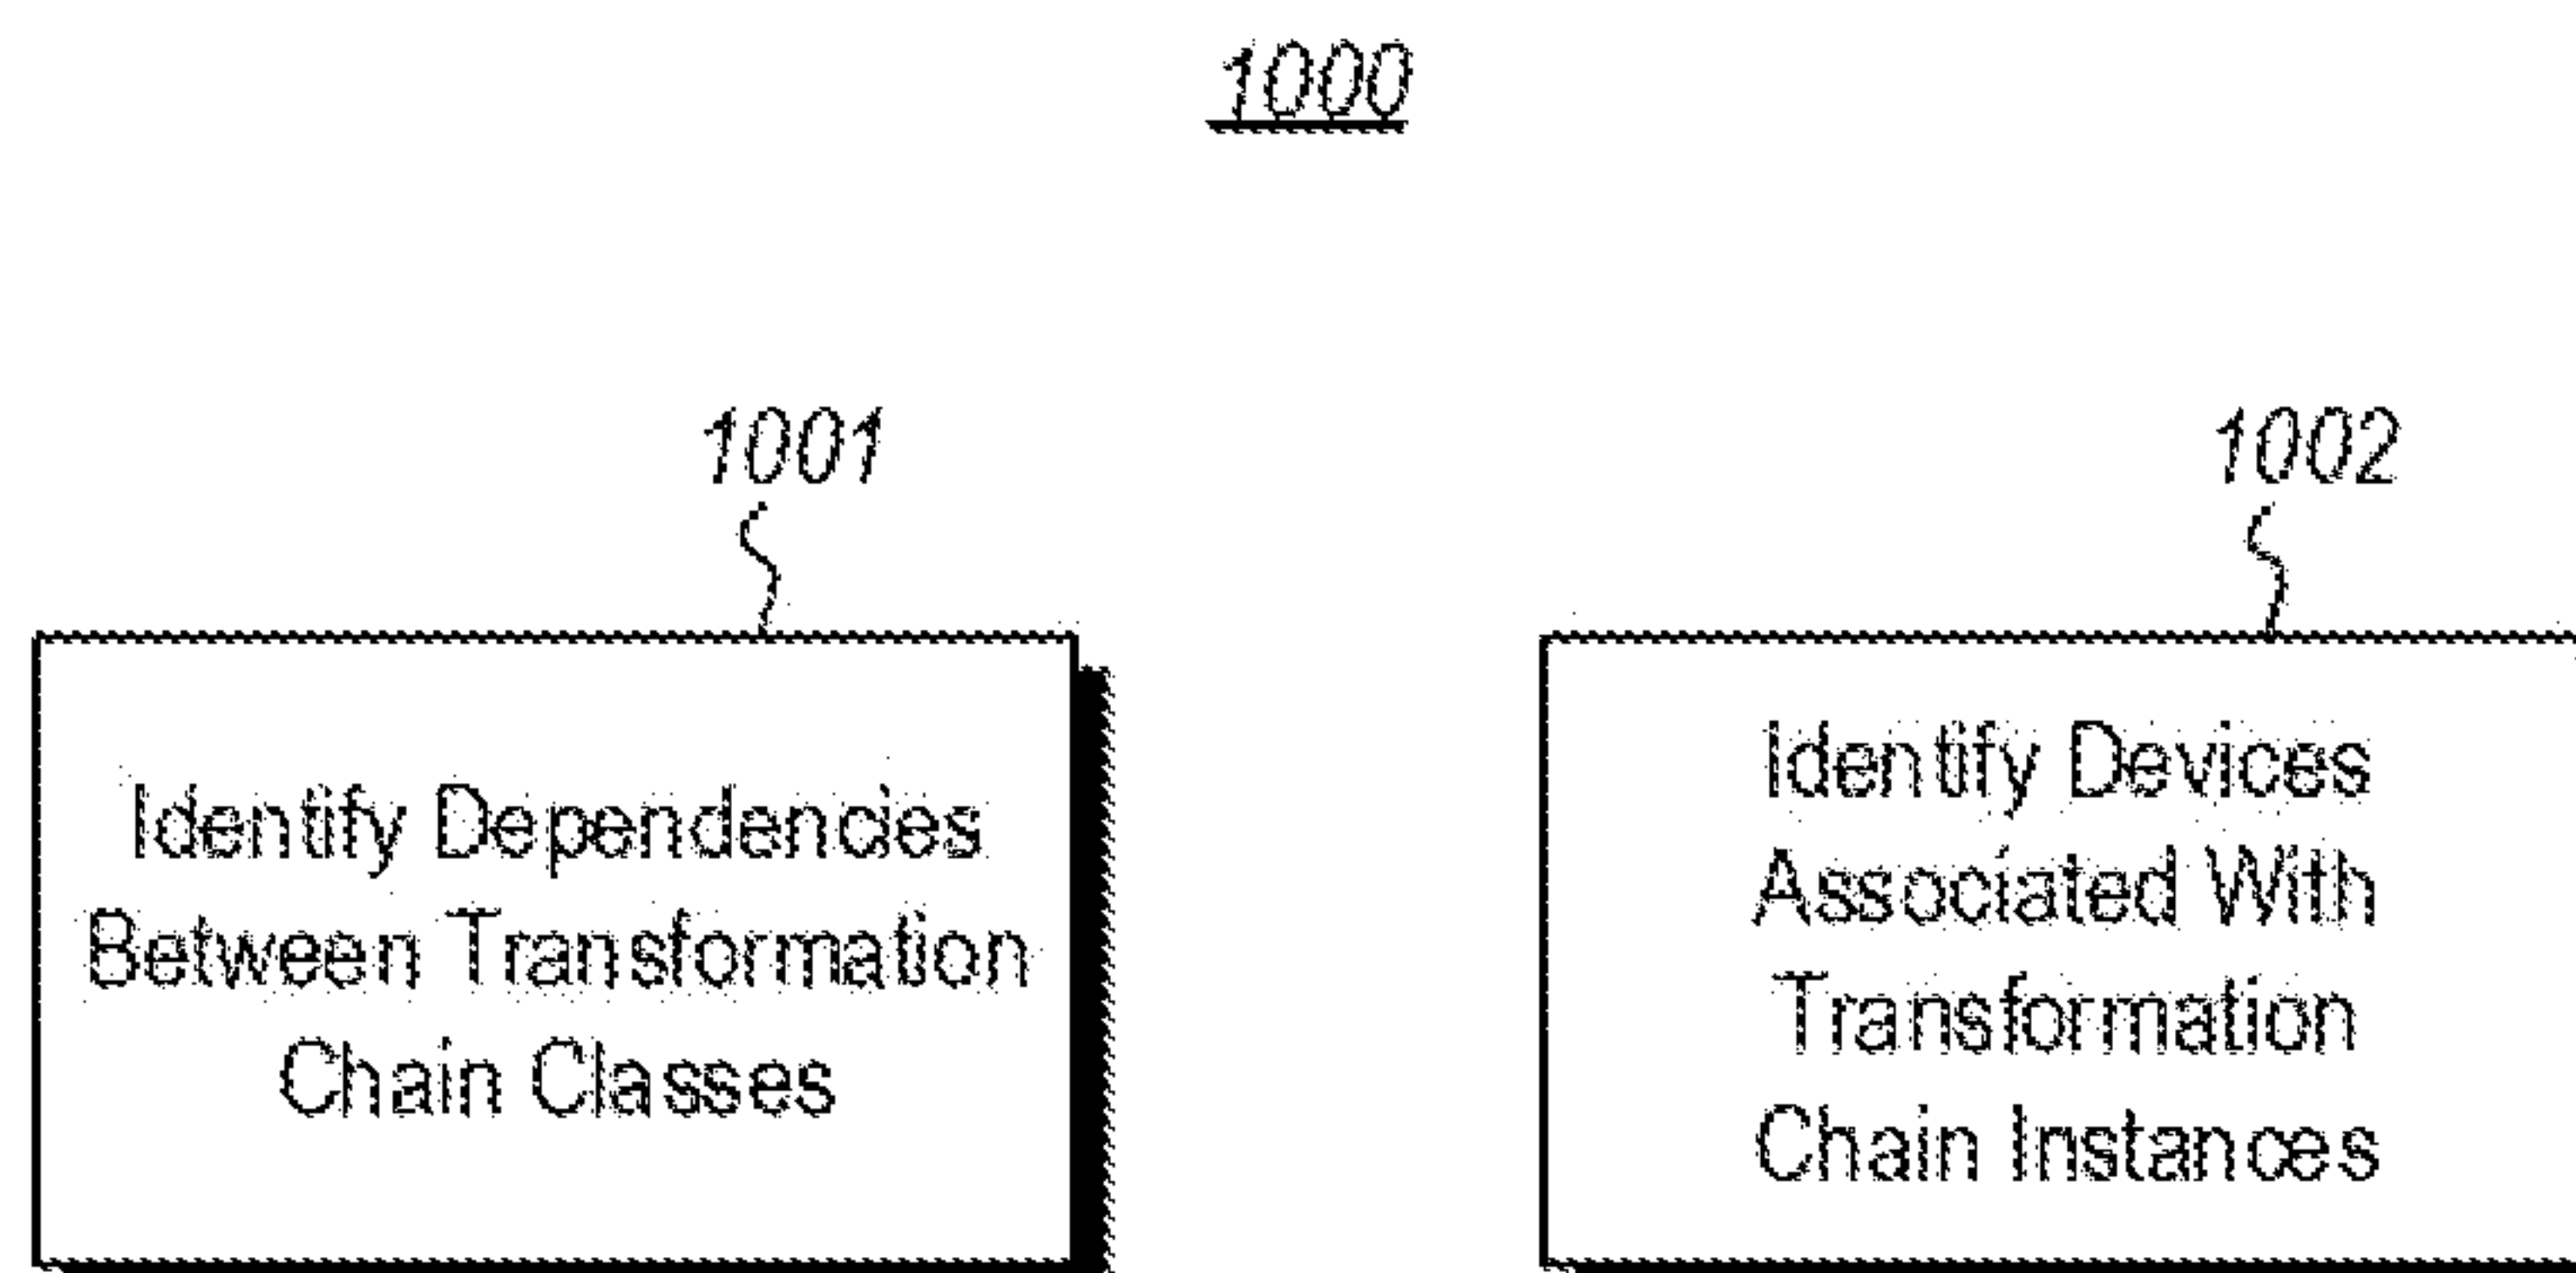 1000
1001
1002
Identify Dependencies
Between Transformation
Chain Classes
Identify Devices
Associated With
Transformation
Chain Instances